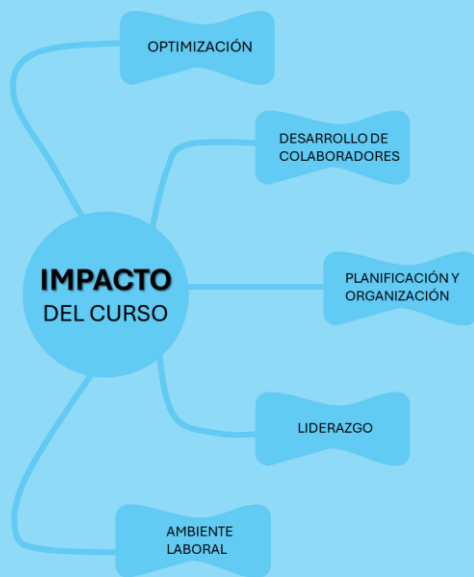 OPTIMIZACIÓN
DESARROLLO DE
COLABORADORES
IMPACTO
DEL CURSO
PLANIFICACIÓN Y
ORGANIZACIÓN
LIDERAZGO
AMBIENTE
LABORAL